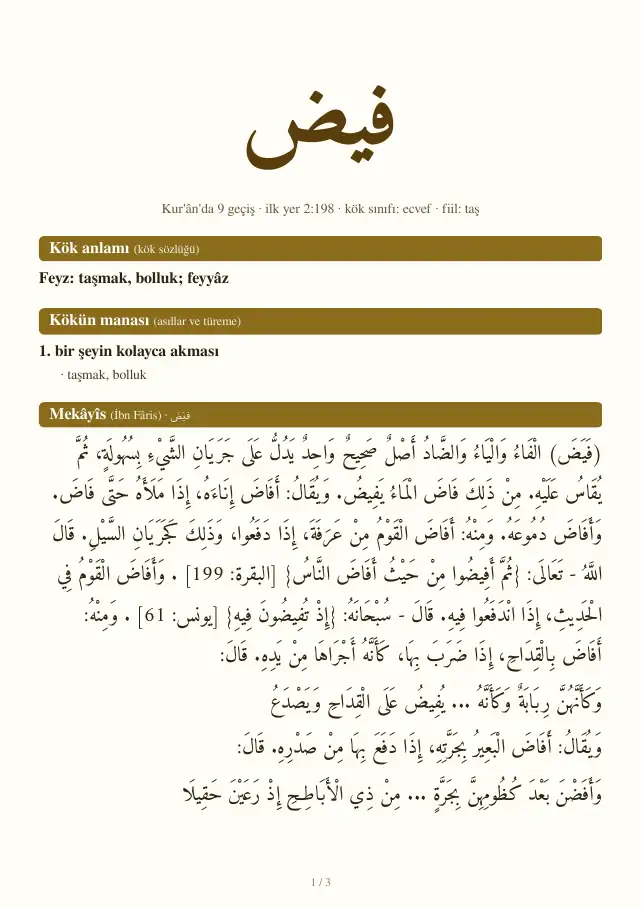 فيض
Kur'ân'da 9 geçiş · ilk yer 2:198 · kök sınıfı: ecvef · fiil: taş
Kök anlamı (kök sözlüğü)
Feyz: taşmak, bolluk; feyyâz
Kökün manası (asıllar ve türeme)
1. bir şeyin kolayca akması
· taşmak, bolluk
Mekâyîs (İbn Fâris) · فيَضَ
(فَيَضَ) الْفَاءُ وَالْيَاءُ وَالضَّادُ أَصْلٌ صَحِيحٌ وَاحِدٌ يَدُلُّ عَلَى جَرَيَانِ الشَّيْءِ بِسُهُولَةٍ، ثُمَّ
يُقَاسُ عَلَيْهِ. مِنْ ذَلِكَ فَاضَ الْمَاءُ يَفِيضُ. وَيُقَالُ: أَفَاضَ إِنَاءَهُ، إِذَا مَلَأَهُ حَتَّى فَاضَ.
وَأَفَاضَ دُمُوعَهُ. وَمِنْهُ: أَفَاضَ الْقَوْمُ مِنْ عَرَفَةَ، إِذَا دَفَعُوا، وَذَلِكَ كَجَرَيَانِ السَّيْلِ. قَالَ
اللَّهُ - تَعَالَى: {ثُمَّ أَفِيضُوا مِنْ حَيْثُ أَفَاضَ النَّاسُ} [البقرة: 199] . وَأَفَاضَ الْقَوْمُ فِي
الْحَدِيثِ، إِذَا انْدَفَعُوا فِيهِ. قَالَ - سُبْحَانَهُ: {إِذْ تُفِيضُونَ فِيهِ} [يونس: 61] . وَمِنْهُ:
أَفَاضَ بِالْقِدَاحِ، إِذَا ضَرَبَ بِهَا، كَأَنَّهُ أَجْرَاهَا مِنْ يَدِهِ. قَالَ:
وَكَأَنَّهُنَّ رِبَابَةٌ وَكَأَنَّهُ ... يُفِيضُ عَلَى الْقِدَاحِ وَيَصْدَعُ
وَيُقَالُ: أَفَاضَ الْبَعِيرُ بِجَرَّتِهِ، إِذَا دَفَعَ بِهَا مِنْ صَدْرِهِ. قَالَ:
وَأَفَضْنَ بَعْدَ كُظُومِهِنَّ بِجَرَّةٍ ... مِنْ ذِي الْأَبَاطِحِ إِذْ رَعَيْنَ حَقِيلَا
1 / 3